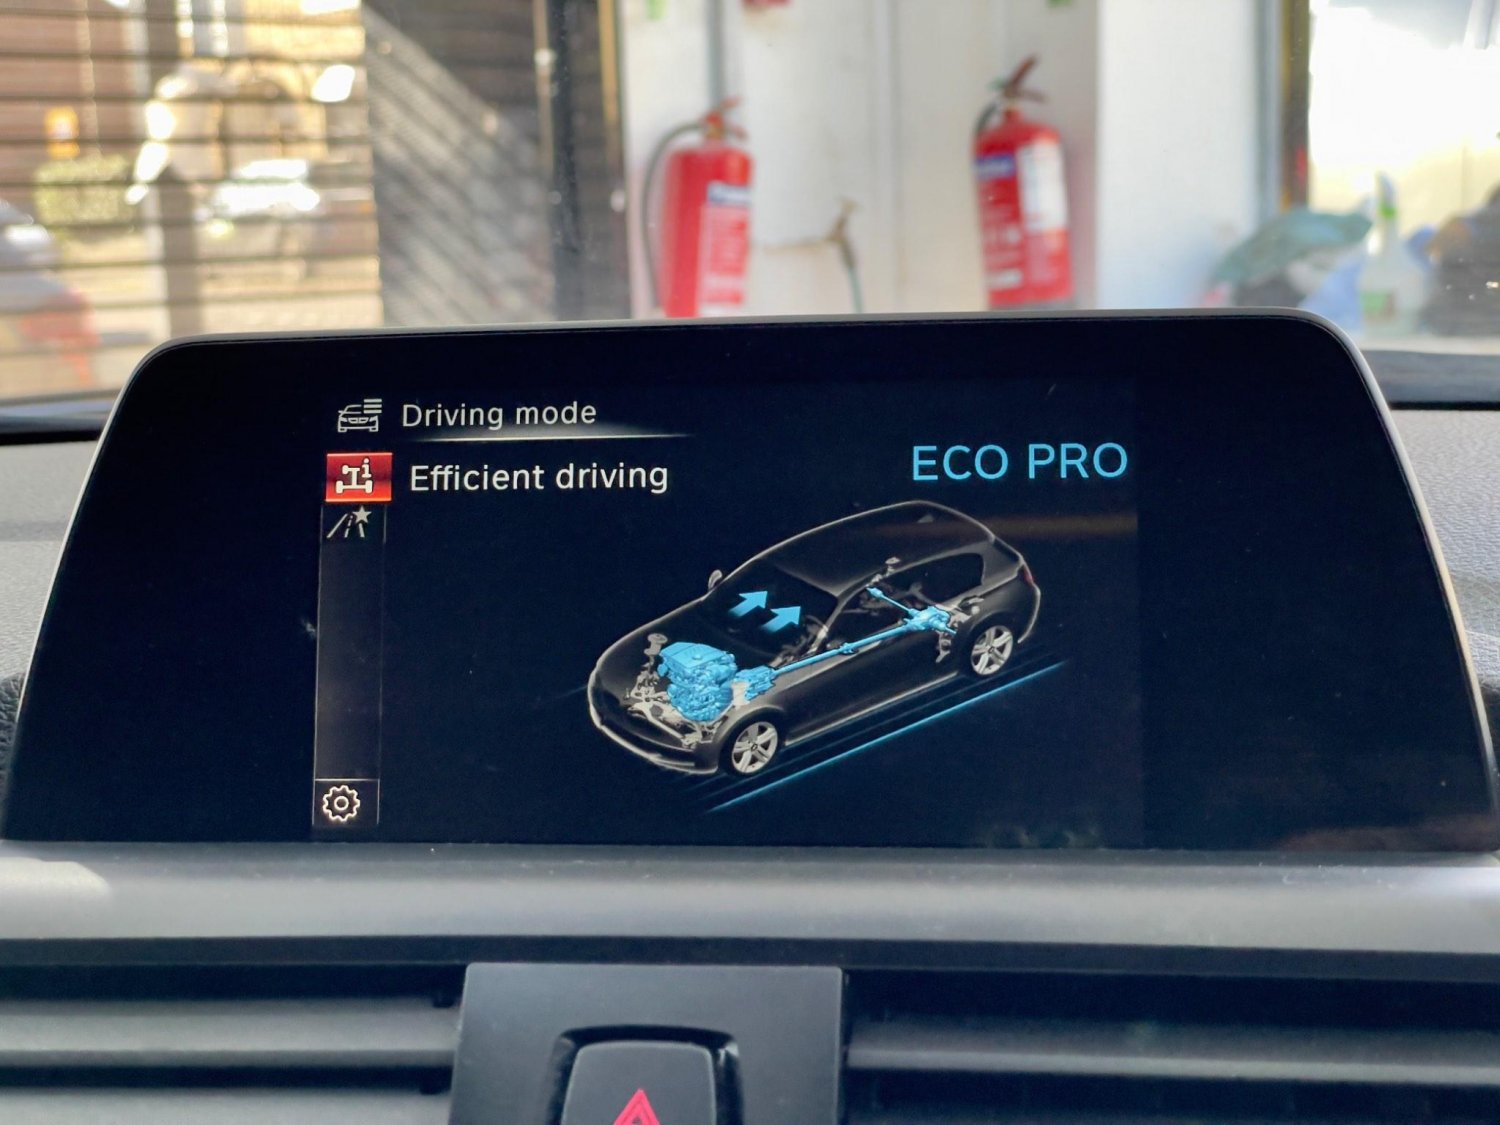 Driving mode
Efficient driving
ECO PRO